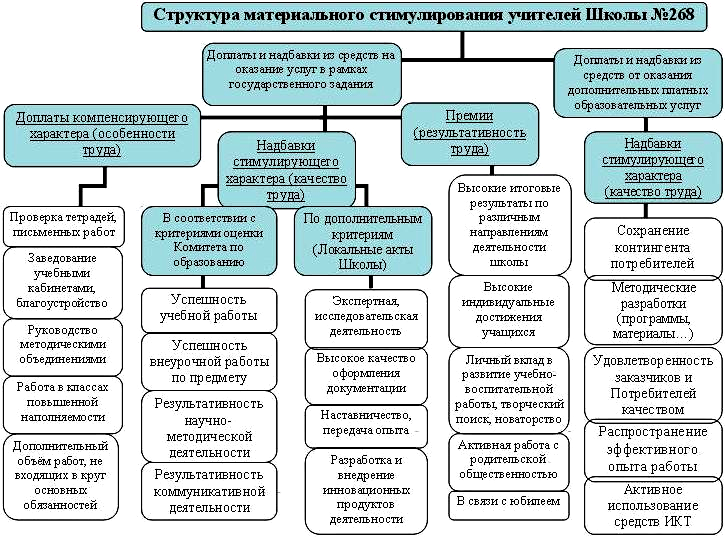 Структура материального стимулирования учителей Школы №268
Доплаты и надбавки из средств на
оказание услуг в рамках
государственного задания
Доплаты и надбавки из
средств от оказания
дополнительных платных
образовательных услуг
Доплаты компенсирующего
характера (особенности
труда)
Надбавки
стимулирующего
характера (качество
труда)
Премии
(результативность
труда)
Надбавки
стимулирующего
характера
(качество труда)
Проверка тетрадей,
письменных работ
Заведование
учебными
кабинетами,
благоустройство
Руководство
методическими
объединениями
Работа в классах
повышенной
наполняемости
Дополнительный
объём работ, не
входящих в круг
основных
обязанностей
В соответствии с
критериями оценки
Комитета по
образованию
Успешность
учебной работы
Успешность
внеурочной работы
по предмету
Результативность
научно-
методической
деятельности
Результативность
коммуникативной
деятельности
По дополнительным
критериям
(Локальные акты
Школы)
Экспертная,
исследовательская
деятельность
Высокое качество
оформления
документации
Наставничество,
передача опыта
Разработка и
внедрение
инновационных
продуктов
деятельности
Высокие итоговые
результаты по
различным
направлениям
деятельности
школы
Высокие
индивидуальные
достижения
учащихся
Личный вклад в
развитие учебно-
воспитательной
работы, творческий
поиск, новаторство
Активная работа с
родительской
общественностью
В связи с юбилеем
Сохранение
контингента
потребителей
Методические
разработки
(программы,
материалы…)
Удовлетворенность
заказчиков и
Потребителей
качеством
Распространение
эффективного
опыта работы
Активное
использование
средств ИКТ